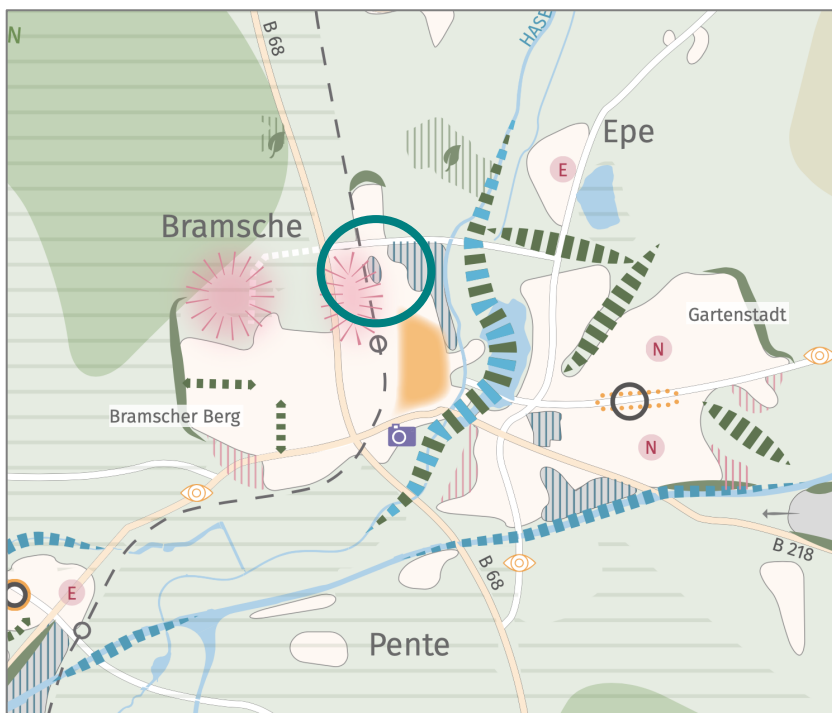 N
B 68
HASE
Epe
E
Bramsche
Gartenstadt
N
Bramscher Berg
N
B 218
B 68
E
Pente